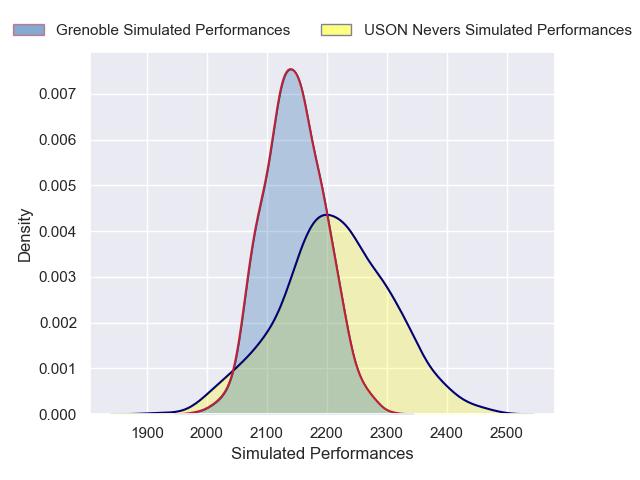 Grenoble Simulated Performances USON Nevers Simulated Performances
0.007
0.006
0.005
0.004
0.003
0.002
0.001
0.000
Density
1900 2000 2100 2200 2300 2400 2500
Simulated Performances